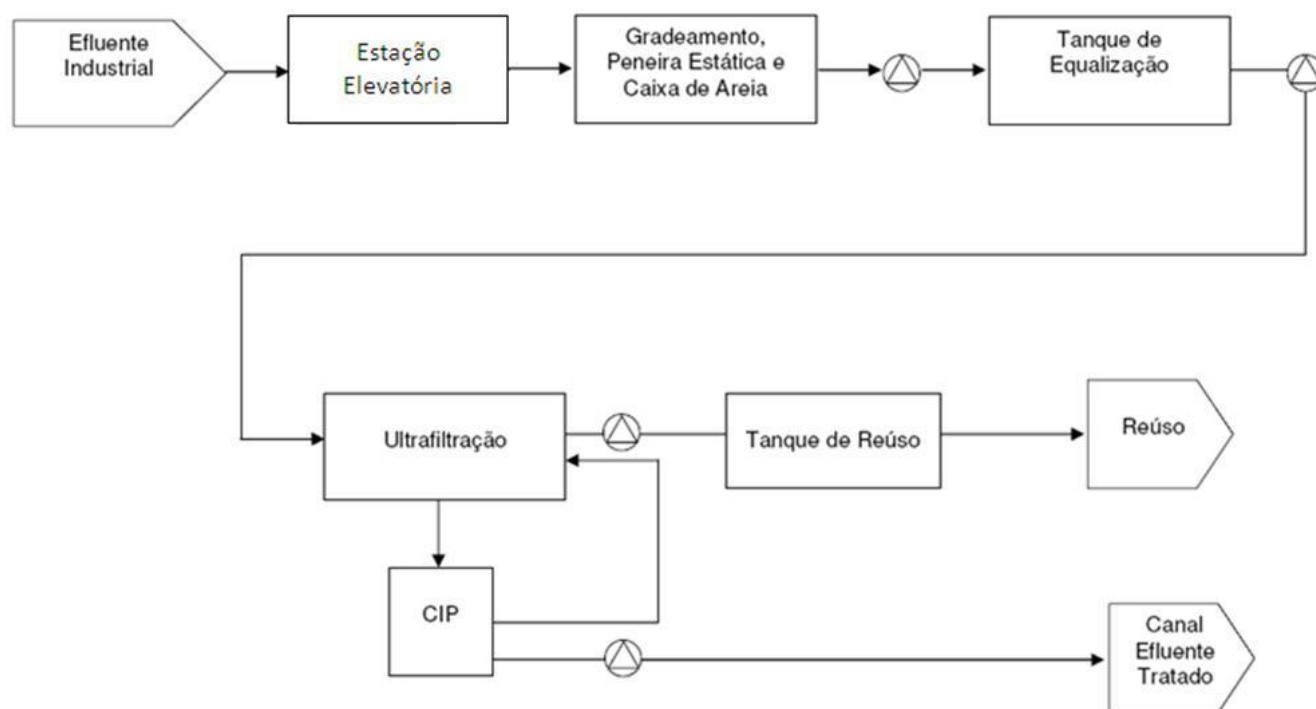 Efluente
Industrial
Estação
Elevatória
Gradeamento,
Peneira Estática e
Caixa de Areia
Tanque de
Equalização
Ultrafiltração
Tanque de Reúso
Reúso
CIP
Canal
Efluente
Tratado